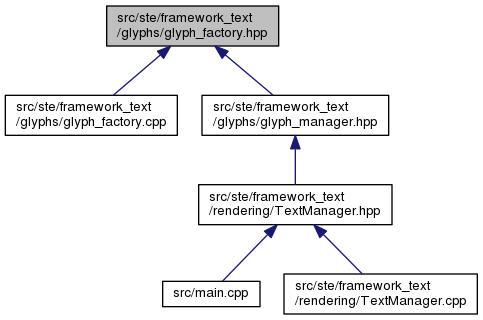 src/ste/framework_text
/glyphs/glyph_factory.hpp
src/ste/framework_text
/glyphs/glyph_factory.cpp
src/ste/framework_text
/glyphs/glyph_manager.hpp
src/ste/framework_text
/rendering/TextManager.hpp
src/main.cpp
src/ste/framework_text
/rendering/TextManager.cpp